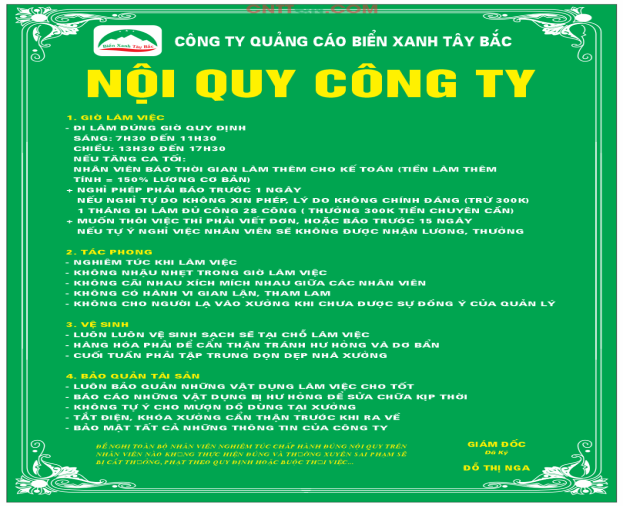 Biển Xanh Tây Bắc
CÔNG TY QUẢNG CÁO BIỂN XANH TÂY BẮC
NỘI QUY CÔNG TY
1. GIỜ LÀM VIỆC
- ĐI LÀM ĐÚNG GIỜ QUY ĐỊNH
SÁNG: 7H30 ĐẾN 11H30
CHIỀU: 13H30 ĐẾN 17H30
NẾU TĂNG CA TỐI:
NHÂN VIÊN BÁO THỜI GIAN LÀM THÊM CHO KẾ TOÁN (TIỀN LÀM THÊM
TÍNH = 150% LƯƠNG CƠ BẢN)
+ NGHỈ PHÉP PHẢI BÁO TRƯỚC 1 NGÀY
NẾU NGHỈ TỰ DO KHÔNG XIN PHÉP, LÝ DO KHÔNG CHÍNH ĐÁNG (TRỪ 300K)
1 THÁNG ĐI LÀM ĐỦ CÔNG 28 CÔNG ( THƯỞNG 300K TIỀN CHUYÊN CẦN)
+ MUỐN THÔI VIỆC THÌ PHẢI VIẾT ĐƠN, HOẶC BÁO TRƯỚC 15 NGÀY
NẾU TỰ Ý NGHỈ VIỆC NHÂN VIÊN SẼ KHÔNG ĐƯỢC NHẬN LƯƠNG, THƯỞNG
2. TÁC PHONG
- NGHIÊM TÚC KHI LÀM VIỆC
- KHÔNG NHẬU NHẸT TRONG GIỜ LÀM VIỆC
- KHÔNG CÃI NHAU XÍCH MÍCH NHAU GIỮA CÁC NHÂN VIÊN
- KHÔNG CÓ HÀNH VI GIAN LẬN, THAM LAM
- KHÔNG CHO NGƯỜI LẠ VÀO XƯỞNG KHI CHƯA ĐƯỢC SỰ ĐỒNG Ý CỦA QUẢN LÝ
3. VỆ SINH
- LUÔN LUÔN VỆ SINH SẠCH SẼ TẠI CHỖ LÀM VIỆC
- HÀNG HÓA PHẢI ĐỂ CẨN THẬN TRÁNH HƯ HỎNG VÀ DƠ BẨN
- CUỐI TUẦN PHẢI TẬP TRUNG DỌN DẸP NHÀ XƯỞNG
4. BẢO QUẢN TÀI SẢN
- LUÔN BẢO QUẢN NHỮNG VẬT DỤNG LÀM VIỆC CHO TỐT
- BÁO CÁO NHỮNG VẬT DỤNG BỊ HƯ HỎNG ĐỂ SỬA CHỮA KỊP THỜI
- KHÔNG TỰ Ý CHO MƯỢN ĐỒ DÙNG TẠI XƯỞNG
- TẮT ĐIỆN, KHÓA XƯỞNG CẨN THẬN TRƯỚC KHI RA VỀ
- BẢO MẬT TẤT CẢ NHỮNG THÔNG TIN CỦA CÔNG TY
ĐỀ NGHỊ TOÀN BỘ NHÂN VIÊN NGHIÊM TÚC CHẤP HÀNH ĐÚNG NỘI QUY TRÊN
NHÂN VIÊN NÀO KH□NG THỰC HIỆN ĐÚNG VÀ TH□ỜNG XUYÊN SAI PHẠM SẼ
BỊ CẮT TH□ỞNG, PHẠT THEO QUY ĐỊNH HOẶC BUỘC TH□I VIỆC...
GIÁM ĐỐC
Đã Ký
ĐỖ THỊ NGA